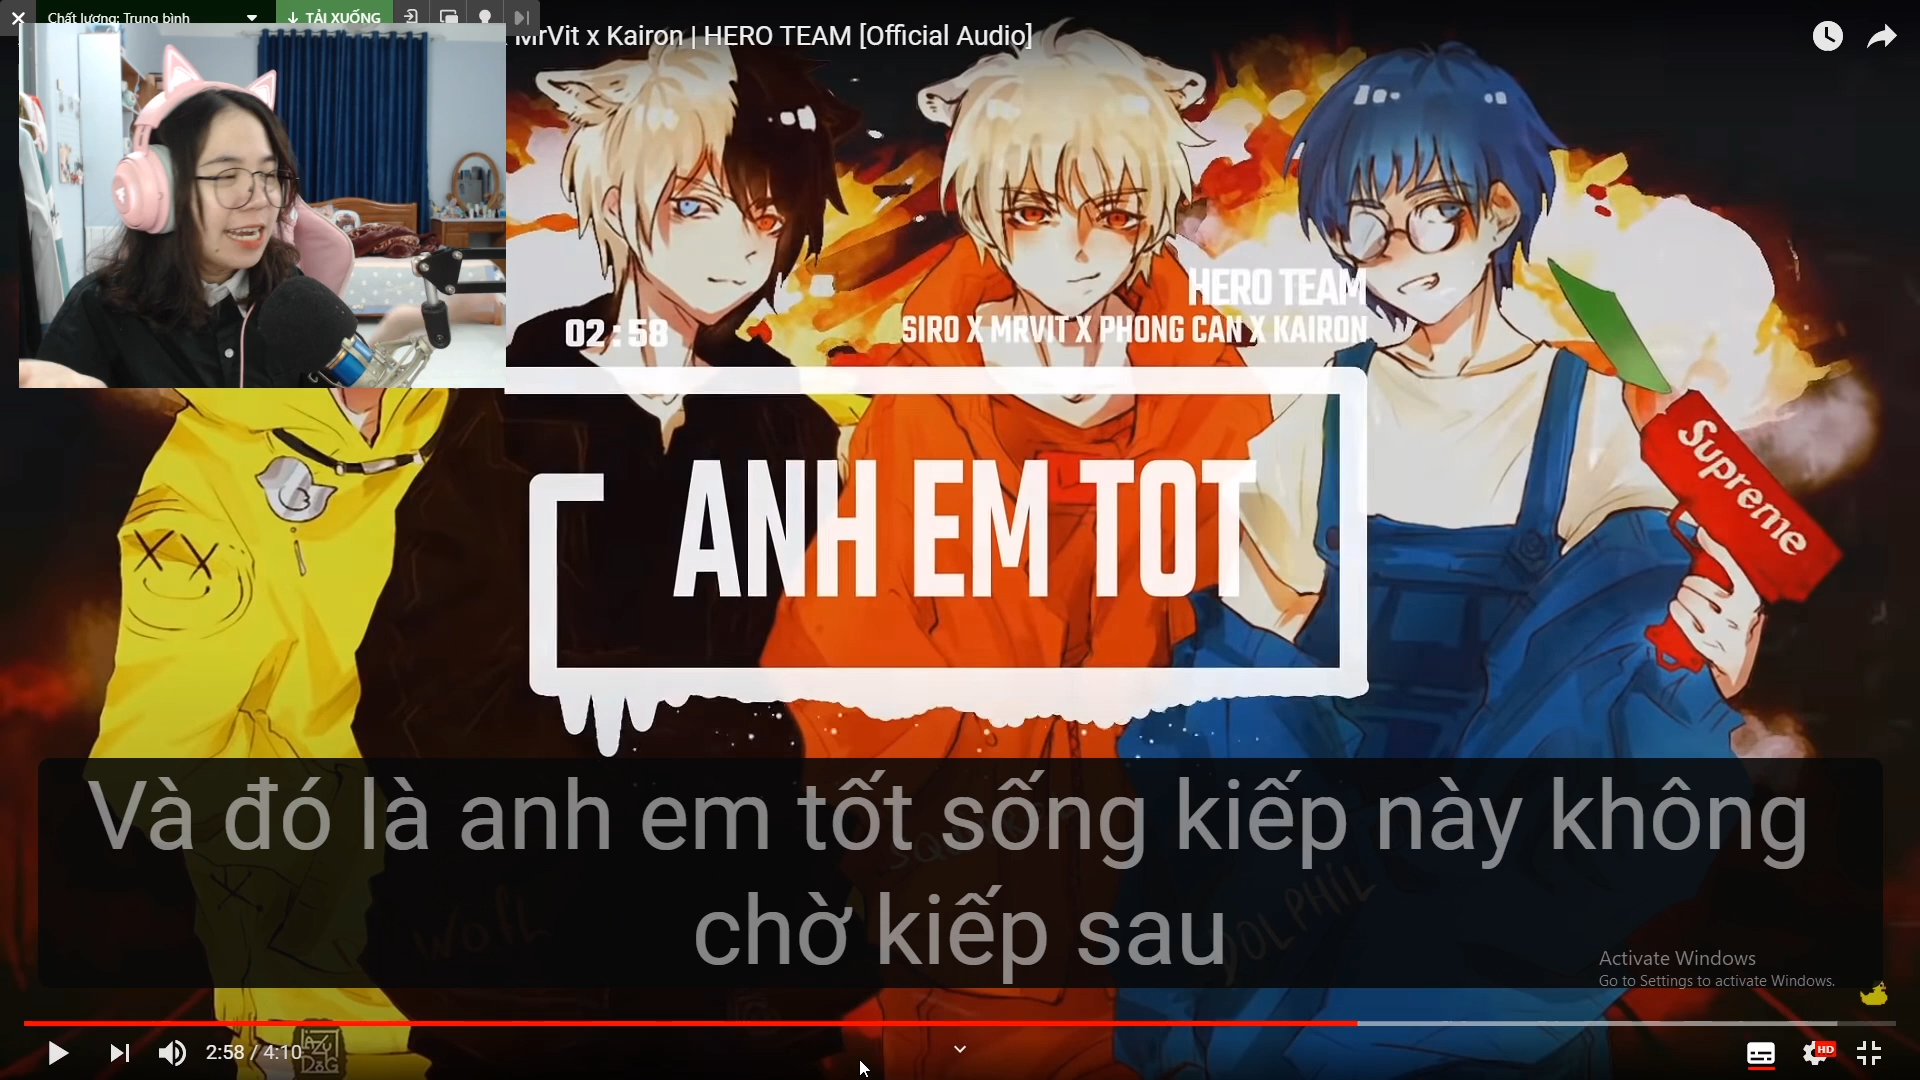 Chất lượng: Trung bình
TẢI XUỐNG
MrVit x Kairon | HERO TEAM [Official Audio]
HERO TEAM
02:58
SIRO X MRVIT X PHONG CAN X KAIRON
ANH EM TOT
Supreme
Và đó là anh em tốt sống kiếp này không
chờ kiếp sau
WOLF
DOLPHIL
Activate Windows
Go to Settings to activate Windows.
2:58 / 4:10
HD